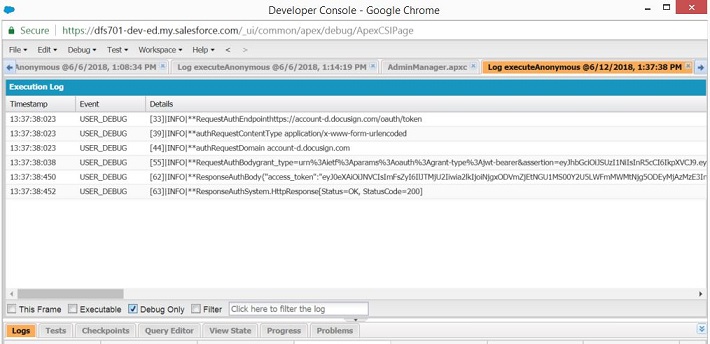 Developer Console - Google Chrome
Secure https://dfs701-dev-ed.my.salesforce.com/_ui/common/apex/debug/ApexCSIPage
File Edit Debug Test Workspace Help < >
Anonymous @6/6/2018, 1:08:34 PM Log executeAnonymous @6/6/2018, 1:14:19 PM AdminManager.apxc Log executeAnonymous @6/12/2018, 1:37:38 PM
Execution Log
Timestamp Event Details
13:37:38:023 USER_DEBUG [33]|INFO|**RequestAuthEndpointhttps://account-d.docusign.com/oauth/token
13:37:38:023 USER_DEBUG [39]|INFO|**authRequestContentType application/x-www-form-urlencoded
13:37:38:023 USER_DEBUG [44]|INFO|**authRequestDomain account-d.docusign.com
13:37:38:038 USER_DEBUG [55]|INFO|**RequestAuthBodygrant_type=urn%3Aietf%3Aparams%3Aoauth%3Agrant-type%3Ajwt-bearer&assertion=
13:37:38:450 USER_DEBUG [62]|INFO|**ResponseAuthBody{"access_token":
13:37:38:452 USER_DEBUG [63]|INFO|**ResponseAuthSystem.HttpResponse[Status=OK, StatusCode=200]
This Frame Executable Debug Only Filter Click here to filter the log
Logs Tests Checkpoints Query Editor View State Progress Problems